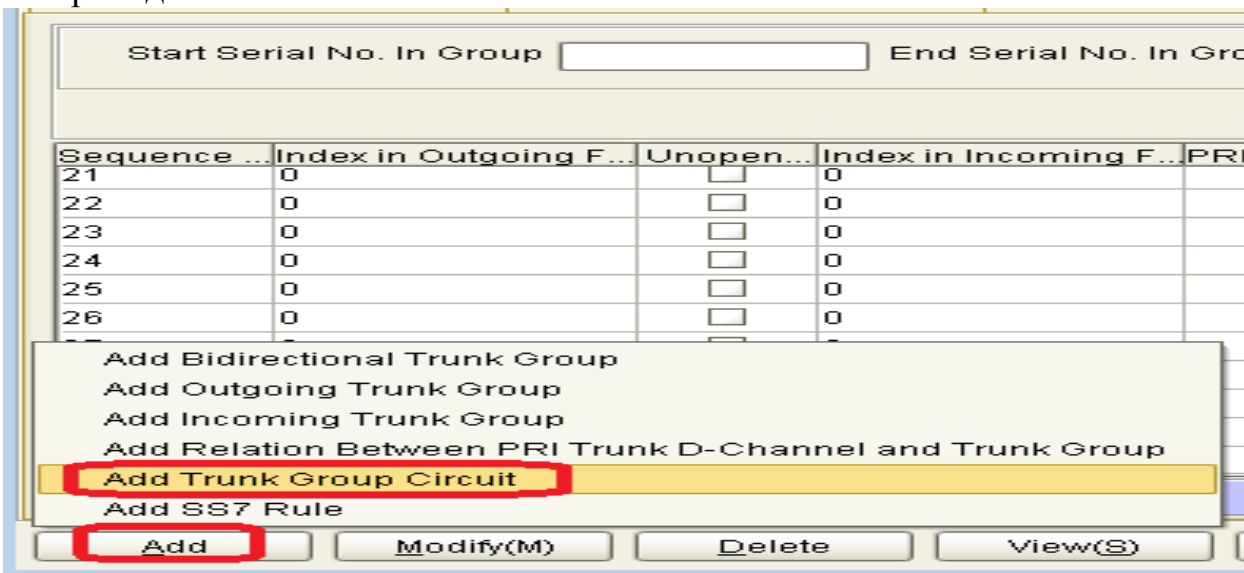 Start Serial No. In Group End Serial No. In Gro
Sequence ... Index in Outgoing F... Unopen... Index in Incoming F... PRI
21 0 0
22 0 0
23 0 0
24 0 0
25 0 0
26 0 0
Add Bidirectional Trunk Group
Add Outgoing Trunk Group
Add Incoming Trunk Group
Add Relation Between PRI Trunk D-Channel and Trunk Group
Add Trunk Group Circuit
Add SS7 Rule
Add Modify(M) Delete View(S)